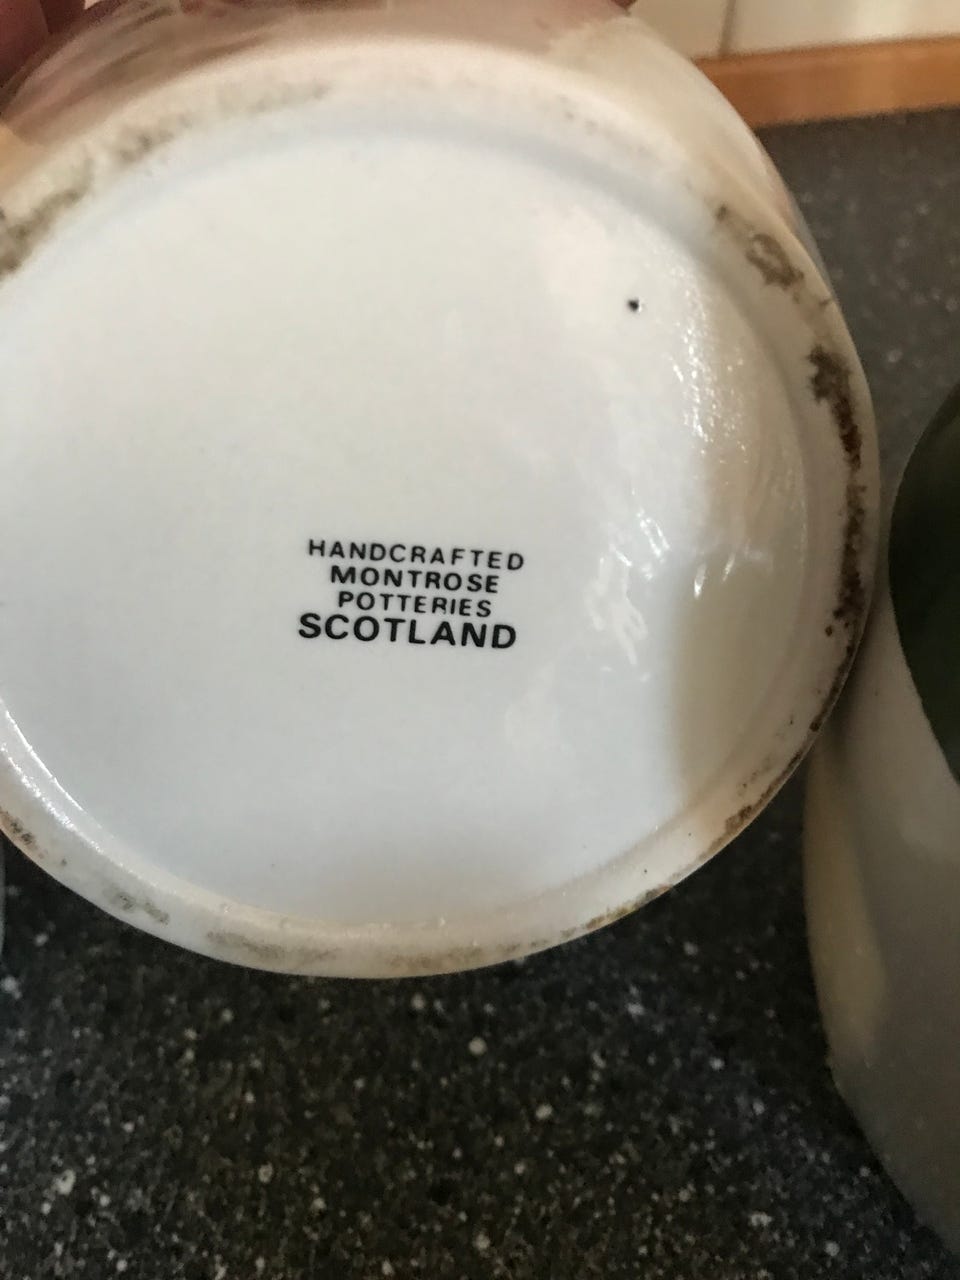 HANDCRAFTED
MONTROSE
POTTERIES
SCOTLAND